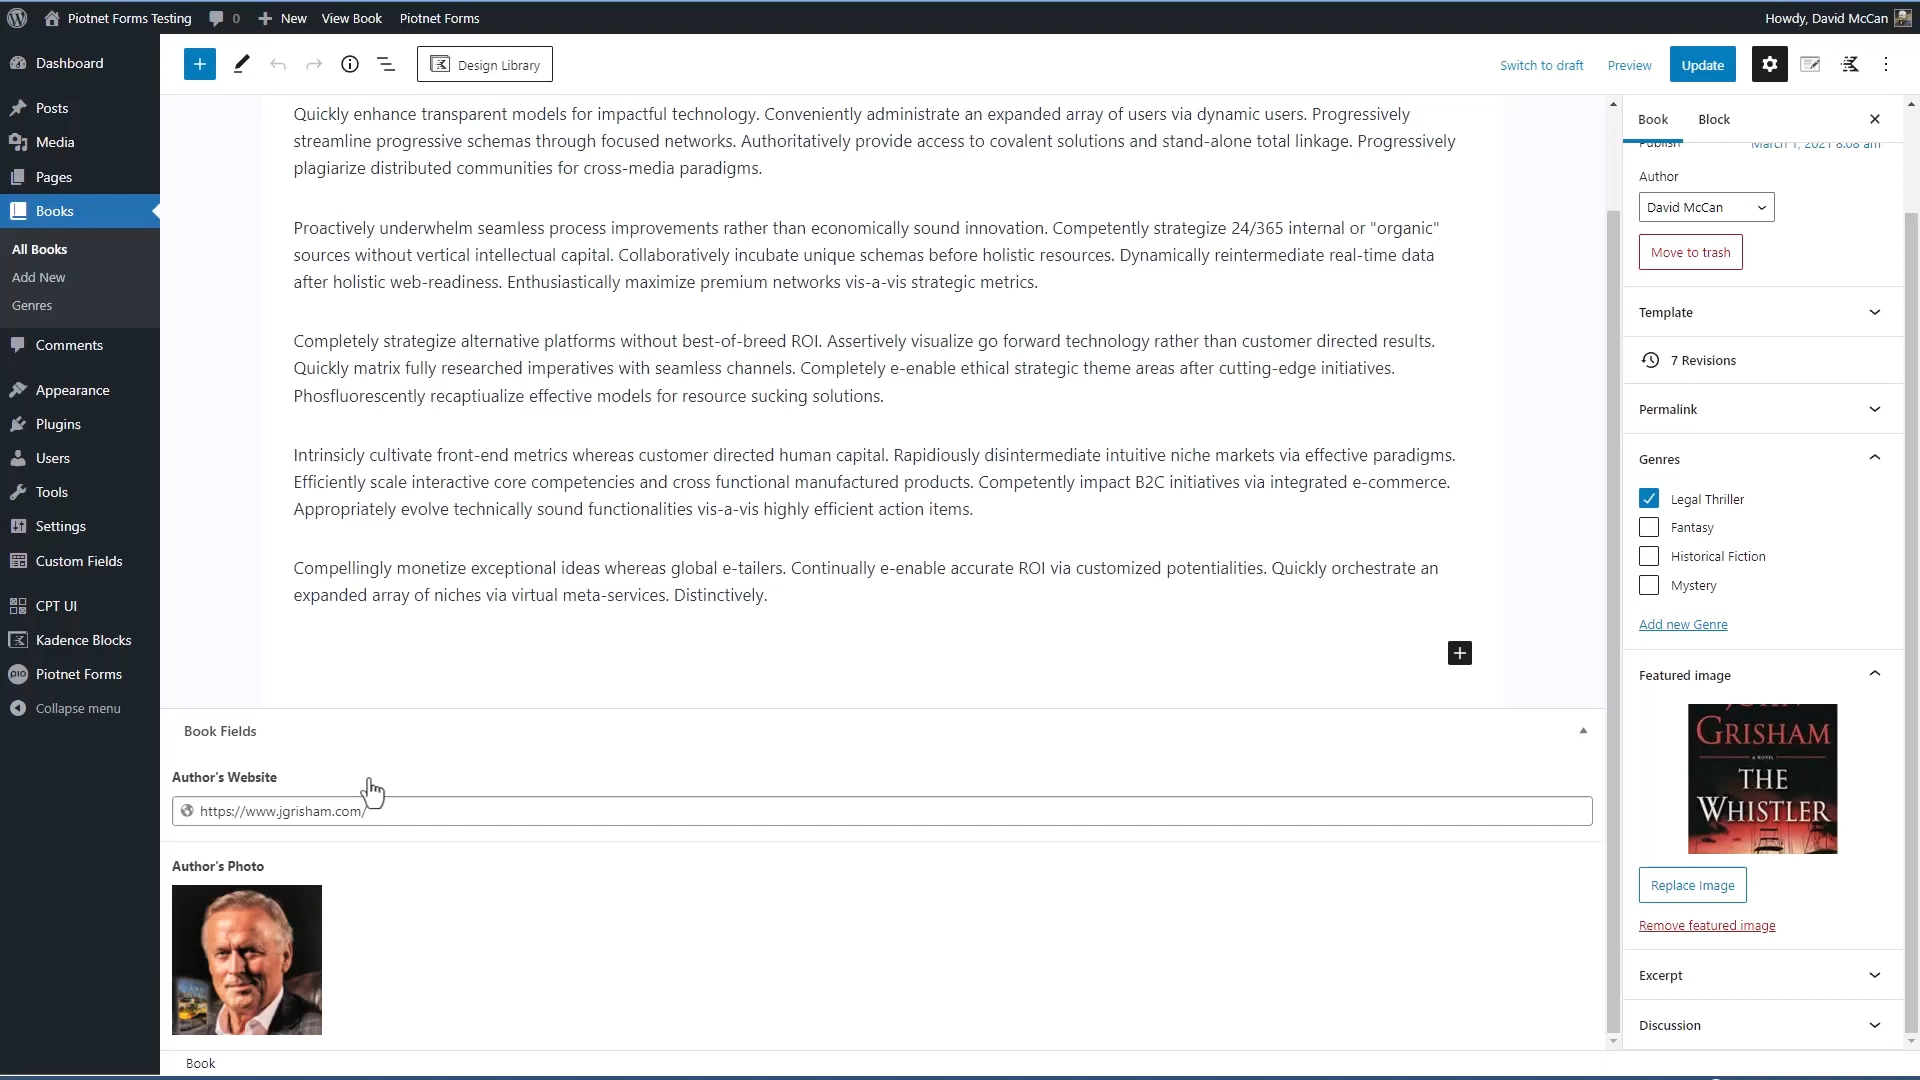 Piotnet Forms Testing
0
New
View Book
Piotnet Forms
Howdy, David McCan
Dashboard
Posts
Media
Pages
Books
All Books
Add New
Genres
Comments
Appearance
Plugins
Users
Tools
Settings
Custom Fields
CPT UI
Kadence Blocks
pio
Piotnet Forms
Collapse menu
Design Library
Switch to draft
Preview
Update
Quickly enhance transparent models for impactful technology. Conveniently administrate an expanded array of users via dynamic users. Progressively
streamline progressive schemas through focused networks. Authoritatively provide access to covalent solutions and stand-alone total linkage. Progressively
plagiarize distributed communities for cross-media paradigms.
Proactively underwhelm seamless process improvements rather than economically sound innovation. Competently strategize 24/365 internal or "organic"
sources without vertical intellectual capital. Collaboratively incubate unique schemas before holistic resources. Dynamically reintermediate real-time data
after holistic web-readiness. Enthusiastically maximize premium networks vis-a-vis strategic metrics.
Completely strategize alternative platforms without best-of-breed ROI. Assertively visualize go forward technology rather than customer directed results.
Quickly matrix fully researched imperatives with seamless channels. Completely e-enable ethical strategic theme areas after cutting-edge initiatives.
Phosfluorescently recaptiualize effective models for resource sucking solutions.
Intrinsicly cultivate front-end metrics whereas customer directed human capital. Rapidiously disintermediate intuitive niche markets via effective paradigms.
Efficiently scale interactive core competencies and cross functional manufactured products. Competently impact B2C initiatives via integrated e-commerce.
Appropriately evolve technically sound functionalities vis-a-vis highly efficient action items.
Compellingly monetize exceptional ideas whereas global e-tailers. Continually e-enable accurate ROI via customized potentialities. Quickly orchestrate an
expanded array of niches via virtual meta-services. Distinctively.
Book Fields
Author's Website
https://www.jgrisham.com/
Author's Photo
Book
Book
Block
Publish
March 1, 2021 8:08 am
Author
David McCan
Move to trash
Template
7 Revisions
Permalink
Genres
Legal Thriller
Fantasy
Historical Fiction
Mystery
Add new Genre
Featured image
JOHN
GRISHAM
A NOVEL
THE
WHISTLER
Replace Image
Remove featured image
Excerpt
Discussion